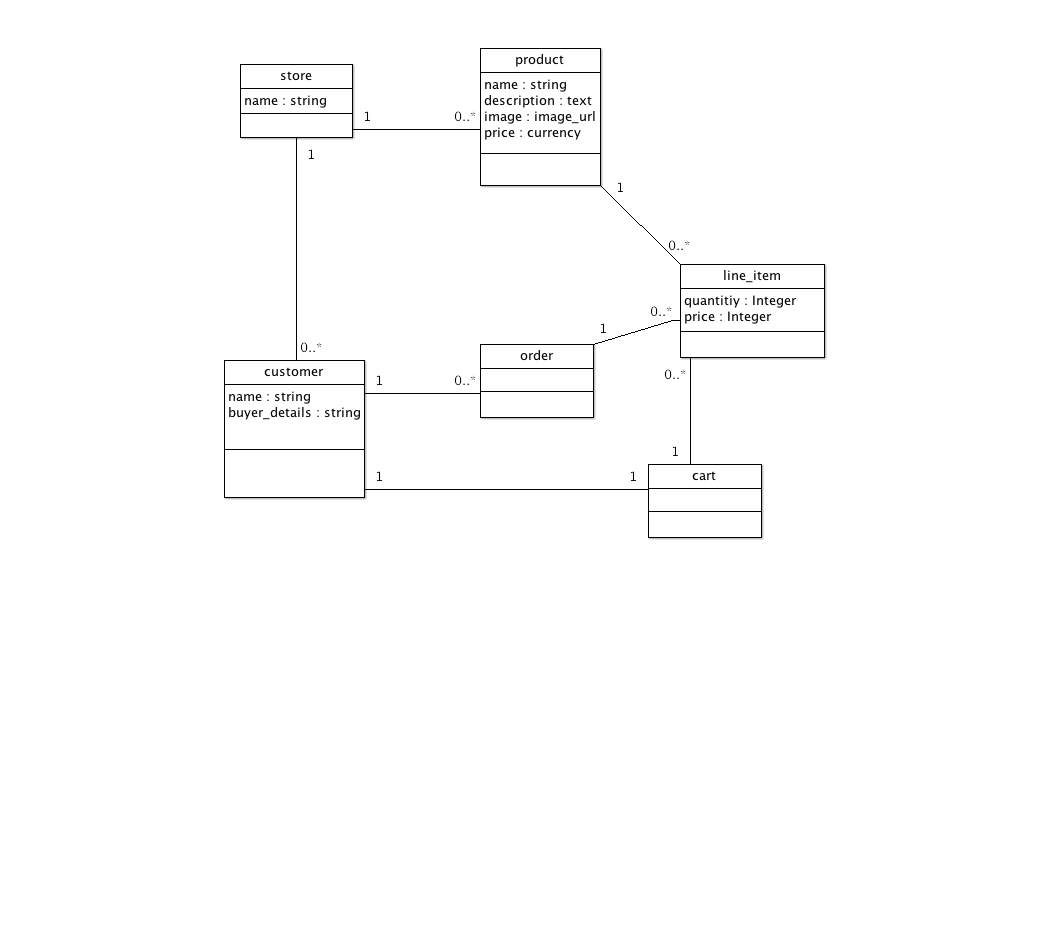 product
name : string
description : text
image : image_url
price : currency
store
name : string
1
0..*
1
1
0..*
line_item
quantitiy : Integer
price : Integer
0..*
1
order
0..*
customer
name : string
buyer_details : string
1
0..*
0..*
1
cart
1
1